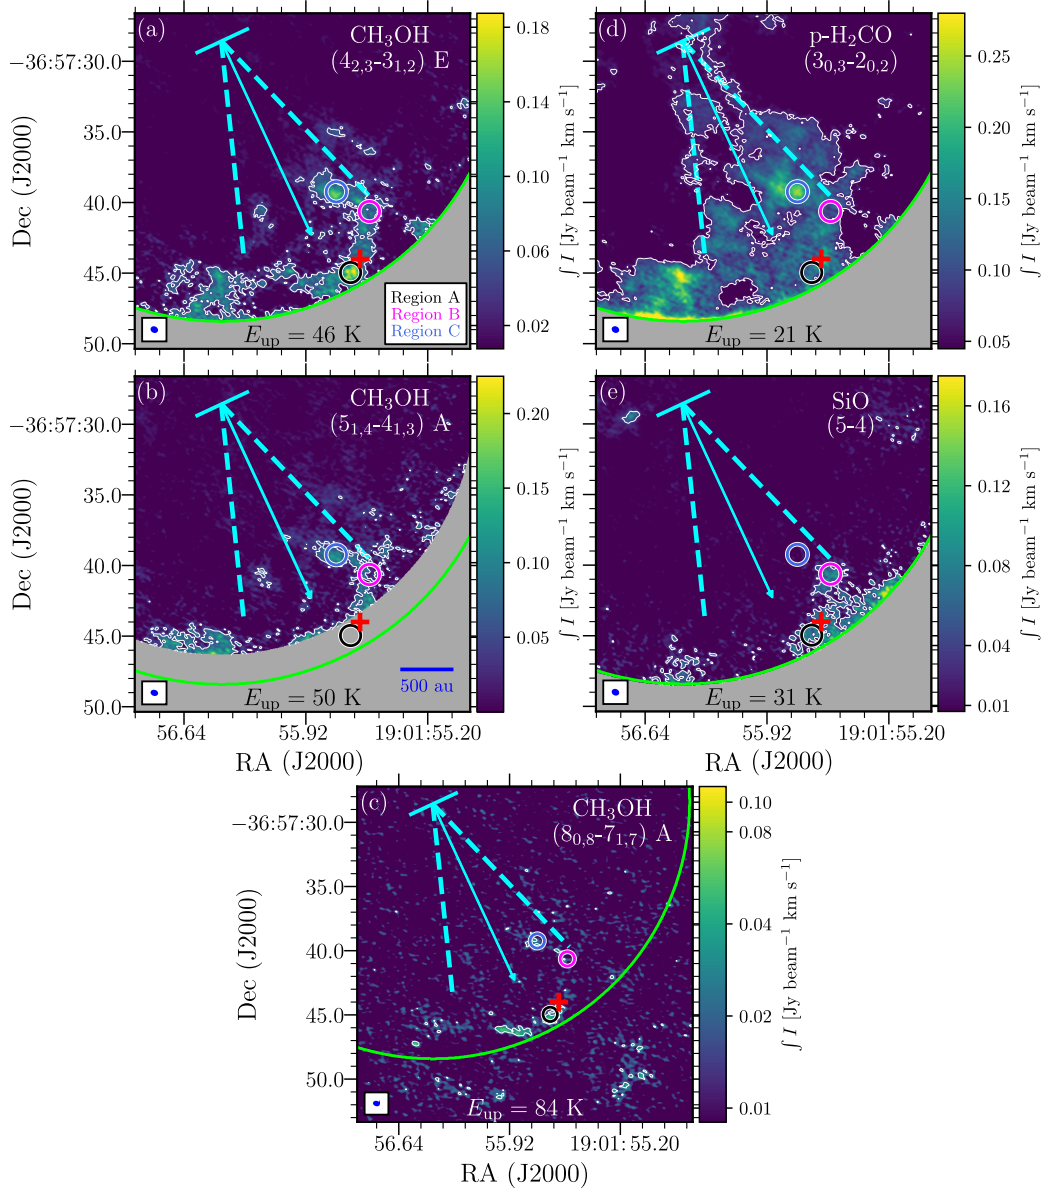 (a)
CH₃OH
(4₂,₃-3₁,₂) E
−36:57:30.0
35.0
40.0
45.0
50.0
Dec (J2000)
Region A
Region B
Region C
E_up = 46 K
0.18
0.14
0.10
0.06
0.02
∫ I [Jy beam⁻¹ km s⁻¹]
(d)
p-H₂CO
(3₀,₃-2₀,₂)
E_up = 21 K
0.25
0.20
0.15
0.10
0.05
∫ I [Jy beam⁻¹ km s⁻¹]
(b)
CH₃OH
(5₁,₄-4₁,₃) A
−36:57:30.0
35.0
40.0
45.0
50.0
Dec (J2000)
500 au
E_up = 50 K
56.64
55.92
19:01:55.20
RA (J2000)
0.20
0.15
0.10
0.05
∫ I [Jy beam⁻¹ km s⁻¹]
(e)
SiO
(5-4)
E_up = 31 K
56.64
55.92
19:01:55.20
RA (J2000)
0.16
0.12
0.08
0.04
0.01
∫ I [Jy beam⁻¹ km s⁻¹]
(c)
CH₃OH
(8₀,₈-7₁,₇) A
−36:57:30.0
35.0
40.0
45.0
50.0
Dec (J2000)
E_up = 84 K
56.64
55.92
19:01:55.20
RA (J2000)
0.10
0.08
0.04
0.02
0.01
∫ I [Jy beam⁻¹ km s⁻¹]